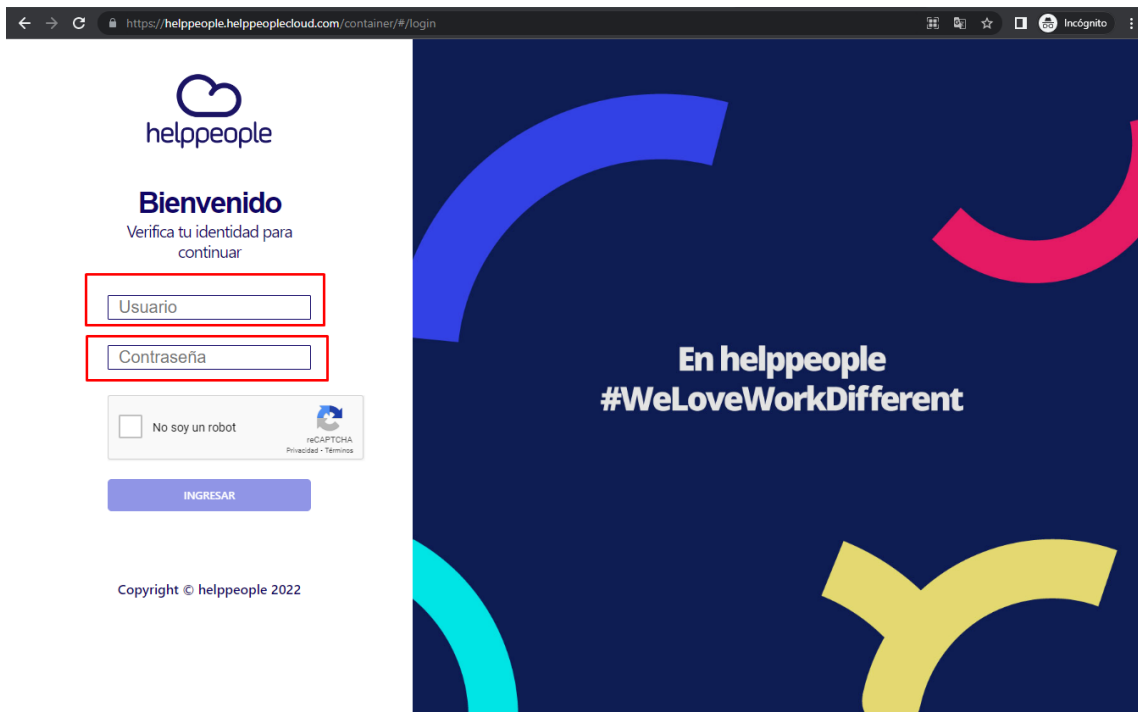 https://helppeople.helppeoplecloud.com/container/#/login
Incógnito
helppeople
Bienvenido
Verifica tu identidad para
continuar
Usuario
Contraseña
No soy un robot
reCAPTCHA
Privacidad - Términos
INGRESAR
Copyright © helppeople 2022
En helppeople
#WeLoveWorkDifferent